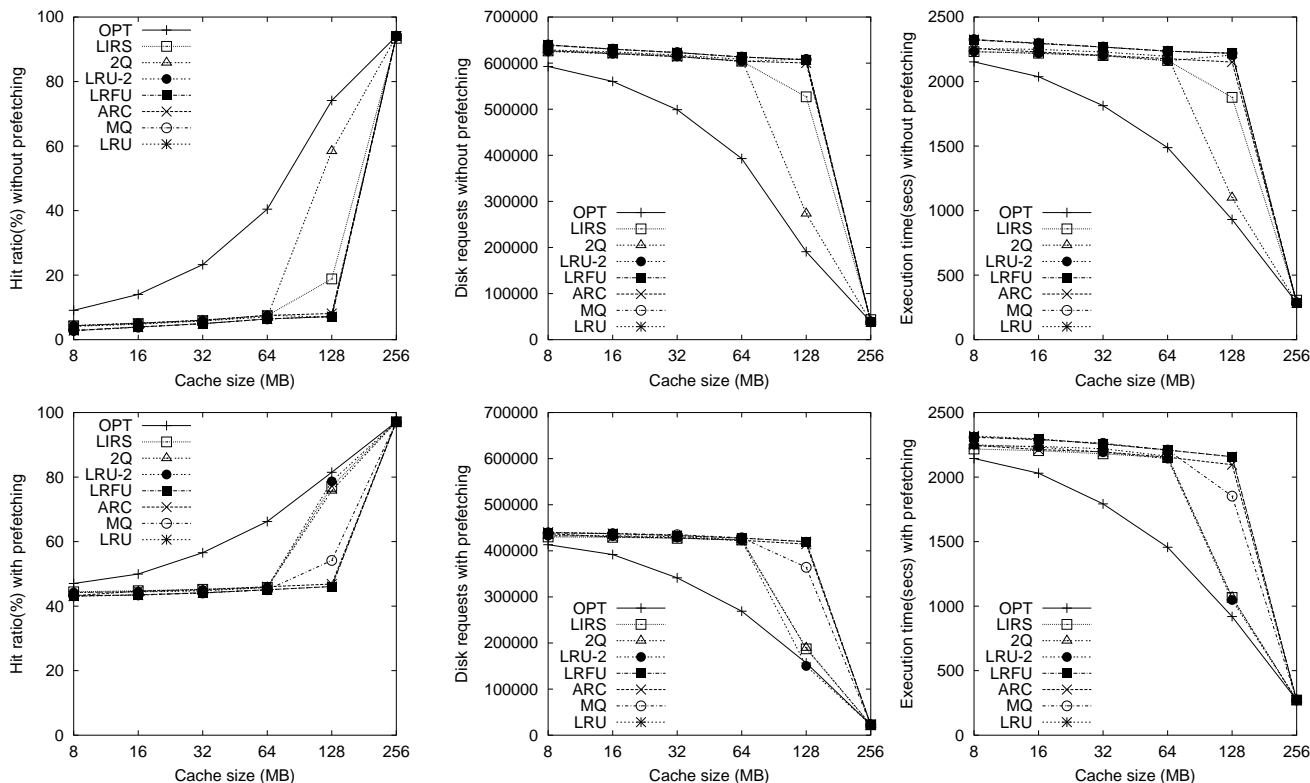 Hit ratio(%) without prefetching
100
80
60
40
20
0
OPT
LIRS
2Q
LRU-2
LRFU
ARC
MQ
LRU
8 16 32 64 128 256
Cache size (MB)
Disk requests without prefetching
700000
600000
500000
400000
300000
200000
100000
0
OPT
LIRS
2Q
LRU-2
LRFU
ARC
MQ
LRU
8 16 32 64 128 256
Cache size (MB)
Execution time(secs) without prefetching
2500
2000
1500
1000
500
0
OPT
LIRS
2Q
LRU-2
LRFU
ARC
MQ
LRU
8 16 32 64 128 256
Cache size (MB)
Hit ratio(%) with prefetching
100
80
60
40
20
0
OPT
LIRS
2Q
LRU-2
LRFU
ARC
MQ
LRU
8 16 32 64 128 256
Cache size (MB)
Disk requests with prefetching
700000
600000
500000
400000
300000
200000
100000
0
OPT
LIRS
2Q
LRU-2
LRFU
ARC
MQ
LRU
8 16 32 64 128 256
Cache size (MB)
Execution time(secs) with prefetching
2500
2000
1500
1000
500
0
OPT
LIRS
2Q
LRU-2
LRFU
ARC
MQ
LRU
8 16 32 64 128 256
Cache size (MB)